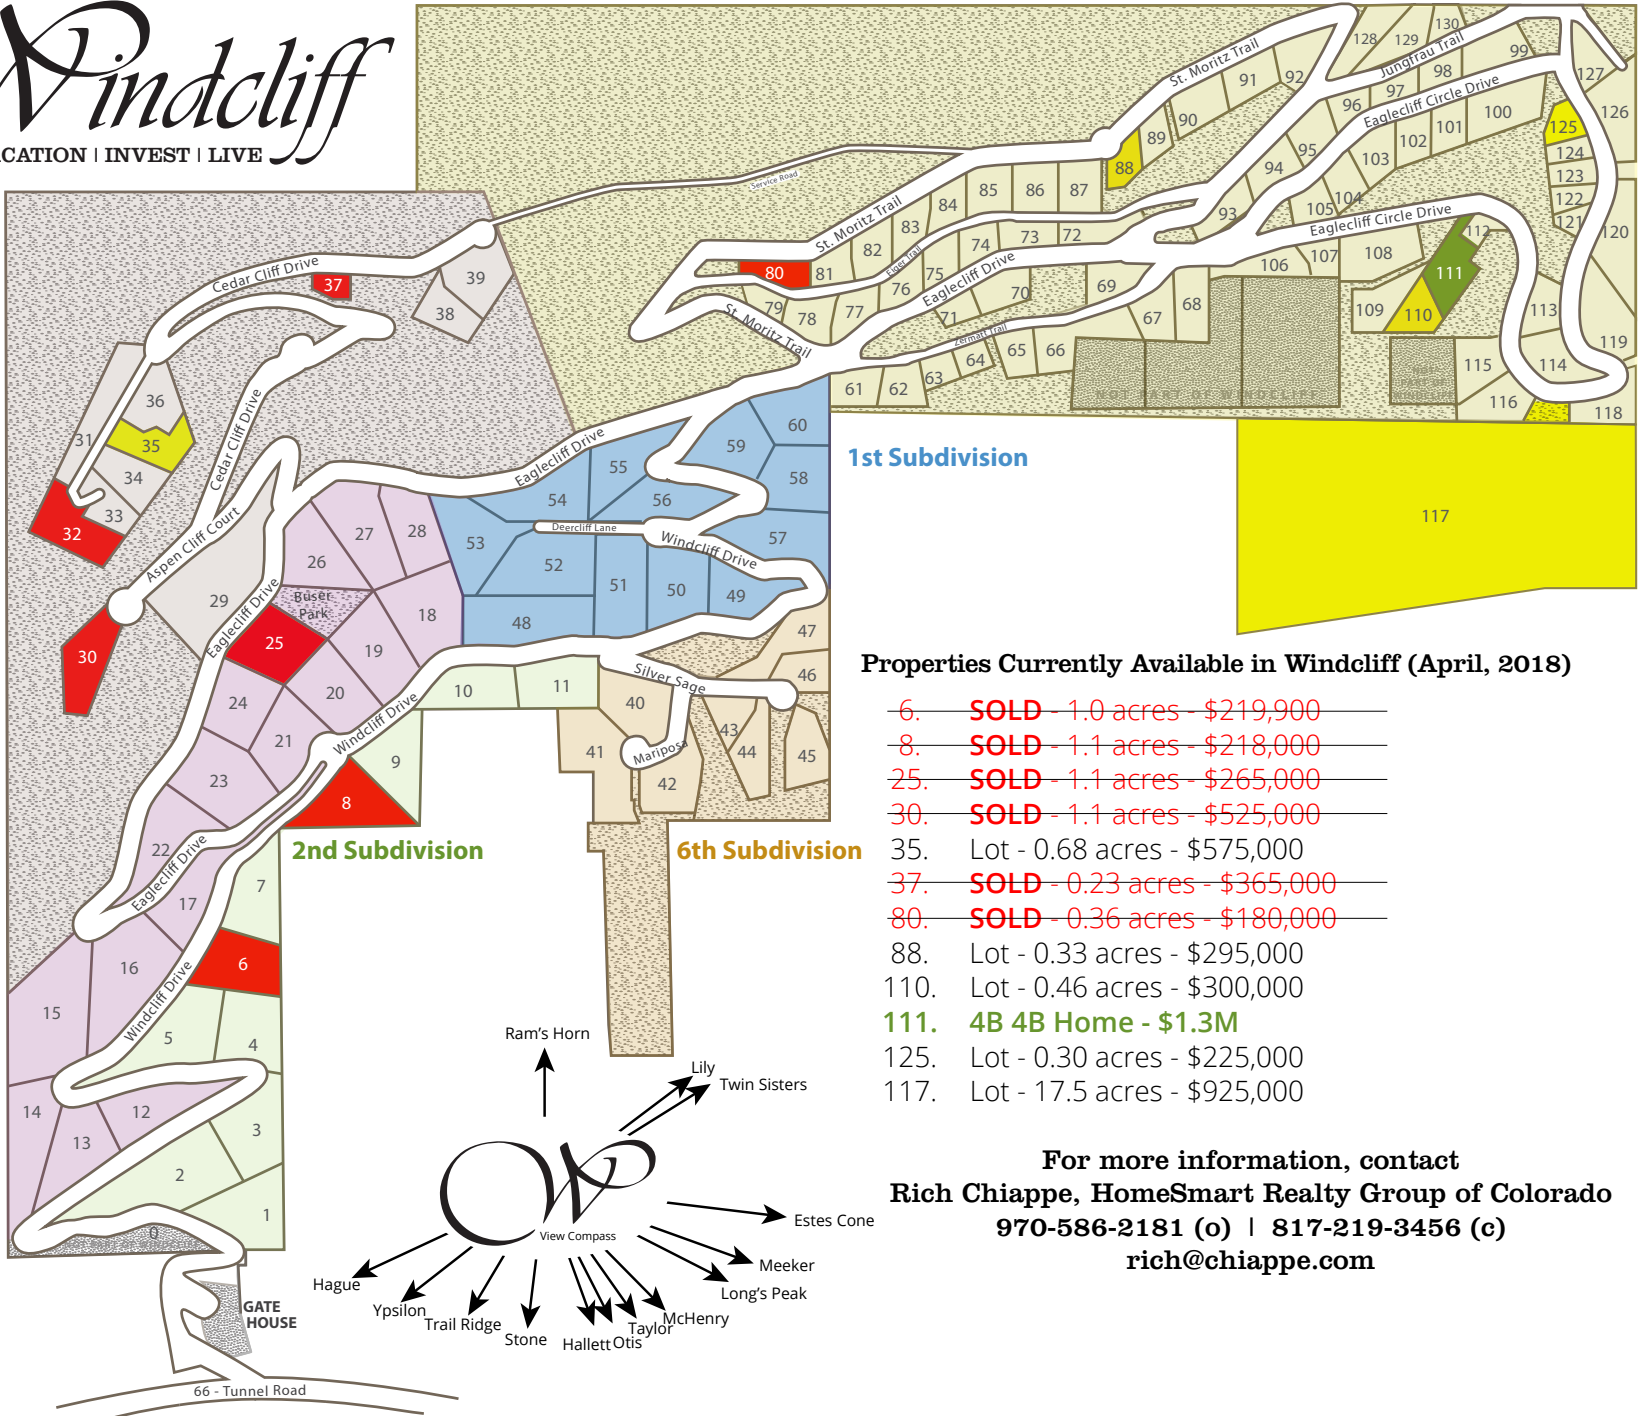 Windcliff
CATION | INVEST | LIVE
St. Moritz Trail
Jungfrau Trail
Eaglecliff Circle Drive
128
129
130
99
127
91
92
98
97
96
126
90
89
88
100
101
102
103
95
94
125
124
123
122
121
120
Service Road
85
86
87
84
83
82
81
80
St. Moritz Trail
Eiger Trail
74
73
72
93
104
105
Eaglecliff Circle Drive
106
107
108
112
111
110
109
Cedar Cliff Drive
37
39
38
75
76
77
78
79
Eaglecliff Drive
70
71
69
68
67
St. Moritz Trail
Zermatt Trail
66
65
64
63
62
61
113
119
114
115
116
118
NOT PART OF
NOT PART OF WINDCLIFF
36
35
34
33
31
32
Cedar Cliff Drive
Aspen Cliff Court
Eaglecliff Drive
60
59
58
57
56
55
54
53
52
51
50
49
48
Deercliff Lane
Windcliff Drive
1st Subdivision
117
27
28
26
Buser
Park
29
Eaglecliff Drive
25
30
18
19
20
21
24
23
22
10
11
9
8
Windcliff Drive
47
46
Silver Sage
40
41
42
43
44
45
Mariposa
2nd Subdivision
6th Subdivision
Eaglecliff Drive
17
7
6
16
15
Windcliff Drive
5
4
14
13
12
3
2
1
0
GATE
HOUSE
66 - Tunnel Road
Properties Currently Available in Windcliff (April, 2018)
6. SOLD - 1.0 acres - $219,900
8. SOLD - 1.1 acres - $218,000
25. SOLD - 1.1 acres - $265,000
30. SOLD - 1.1 acres - $525,000
35. Lot - 0.68 acres - $575,000
37. SOLD - 0.23 acres - $365,000
80. SOLD - 0.36 acres - $180,000
88. Lot - 0.33 acres - $295,000
110. Lot - 0.46 acres - $300,000
111. 4B 4B Home - $1.3M
125. Lot - 0.30 acres - $225,000
117. Lot - 17.5 acres - $925,000
Ram's Horn
Lily
Twin Sisters
Estes Cone
Meeker
Long's Peak
McHenry
Taylor
Otis
Hallett
Stone
Trail Ridge
Ypsilon
Hague
View Compass
For more information, contact
Rich Chiappe, HomeSmart Realty Group of Colorado
970-586-2181 (o) | 817-219-3456 (c)
rich@chiappe.com